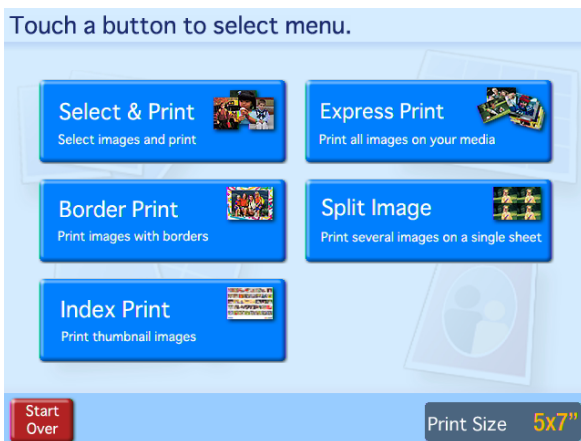 Touch a button to select menu.
Select & Print
Select images and print
Express Print
Print all images on your media
Border Print
Print images with borders
Split Image
Print several images on a single sheet
Index Print
Print thumbnail images
Start
Over
Print Size 5x7”